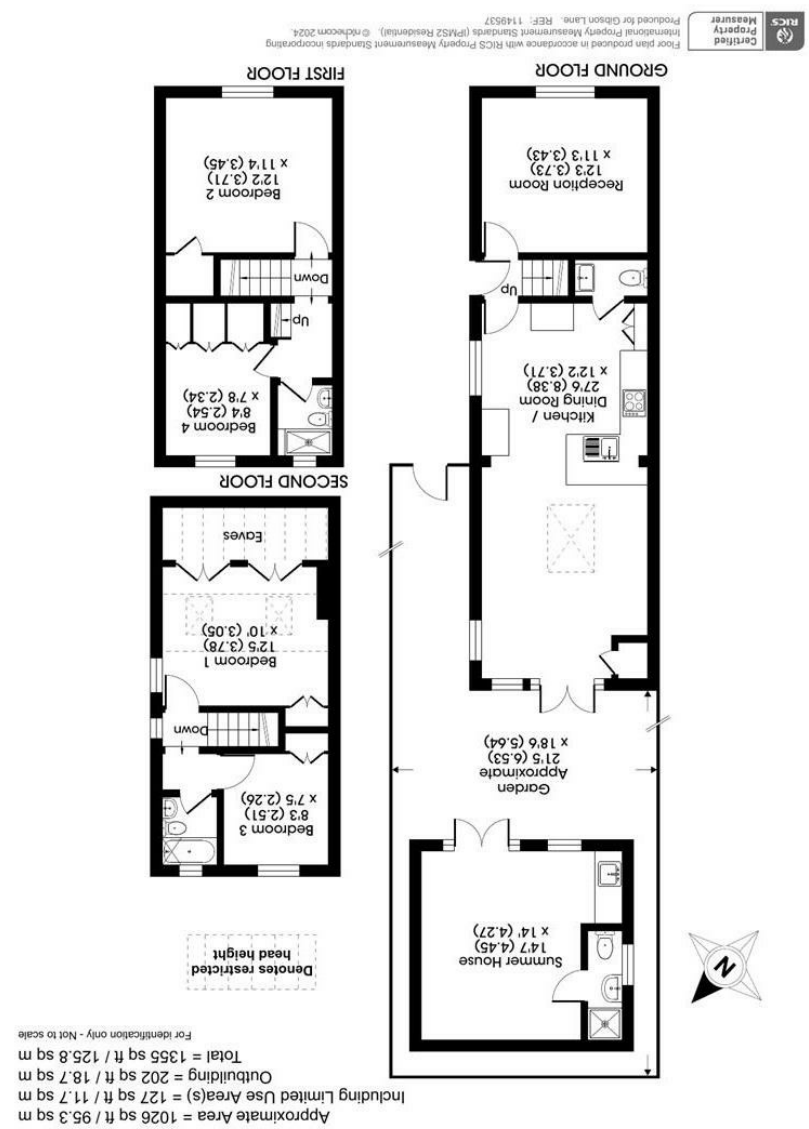 Approximate Area = 1026 sq ft / 95.3 sq m
Including Limited Use Area(s) = 127 sq ft / 11.7 sq m
Outbuilding = 202 sq ft / 18.7 sq m
Total = 1355 sq ft / 125.8 sq m
For identification only - Not to scale
N
Denotes restricted
head height
Summer House
14'7 (4.45)
x 14' (4.27)
Garden
Approximate
21'5 (6.53)
x 18'6 (5.64)
Kitchen /
Dining Room
27'6 (8.38)
x 12'2 (3.71)
Up
Reception Room
12'3 (3.73)
x 11'3 (3.43)
GROUND FLOOR
Bedroom 3
8'3 (2.51)
x 7'5 (2.26)
Down
Bedroom 1
12'5 (3.78)
x 10' (3.05)
Eaves
SECOND FLOOR
Bedroom 4
8'4 (2.54)
x 7'8 (2.34)
Up
Down
Bedroom 2
12'2 (3.71)
x 11'4 (3.45)
FIRST FLOOR
RICS
Certified
Property
Measurer
Floor plan produced in accordance with RICS Property Measurement Standards incorporating
International Property Measurement Standards (IPMS2 Residential). © nichecom 2024.
Produced for Gibson Lane. REF: 1149537